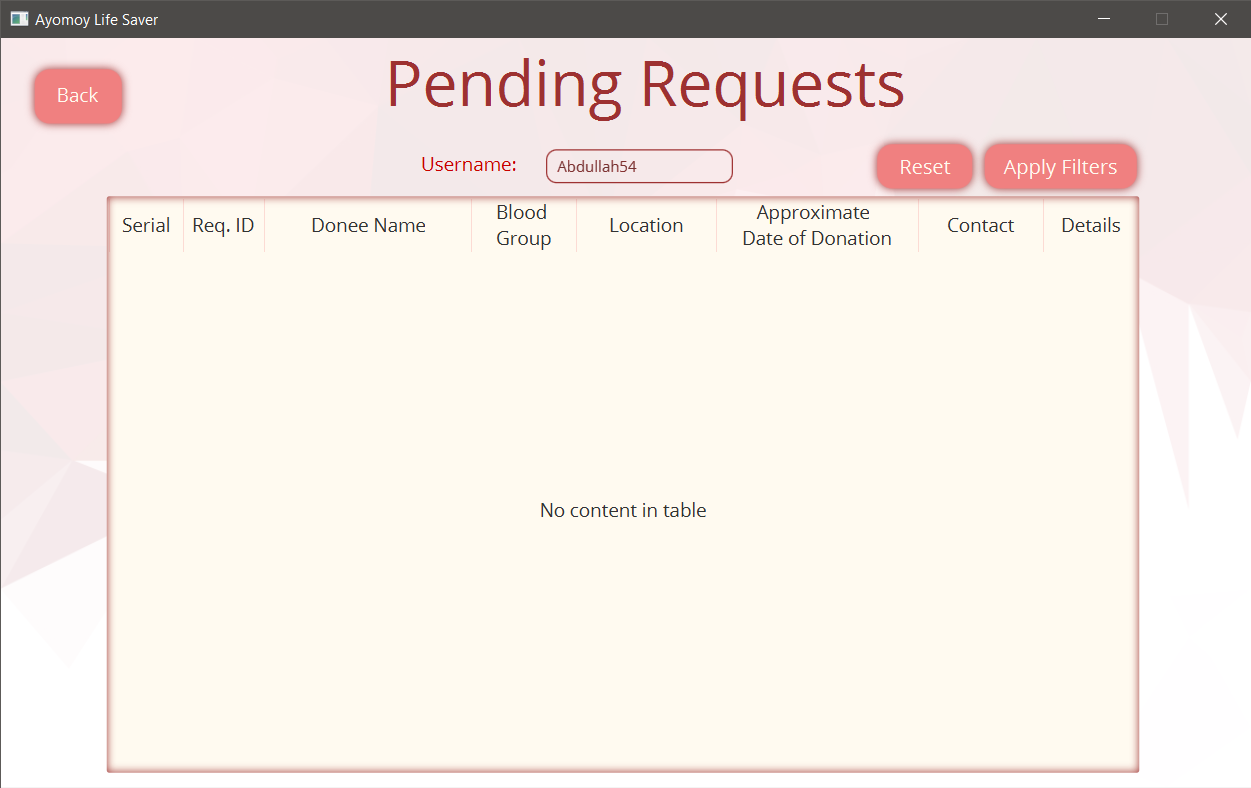 Ayomoy Life Saver
Back
Pending Requests
Username:
Abdullah54
Reset
Apply Filters
Serial
Req. ID
Donee Name
Blood
Group
Location
Approximate
Date of Donation
Contact
Details
No content in table